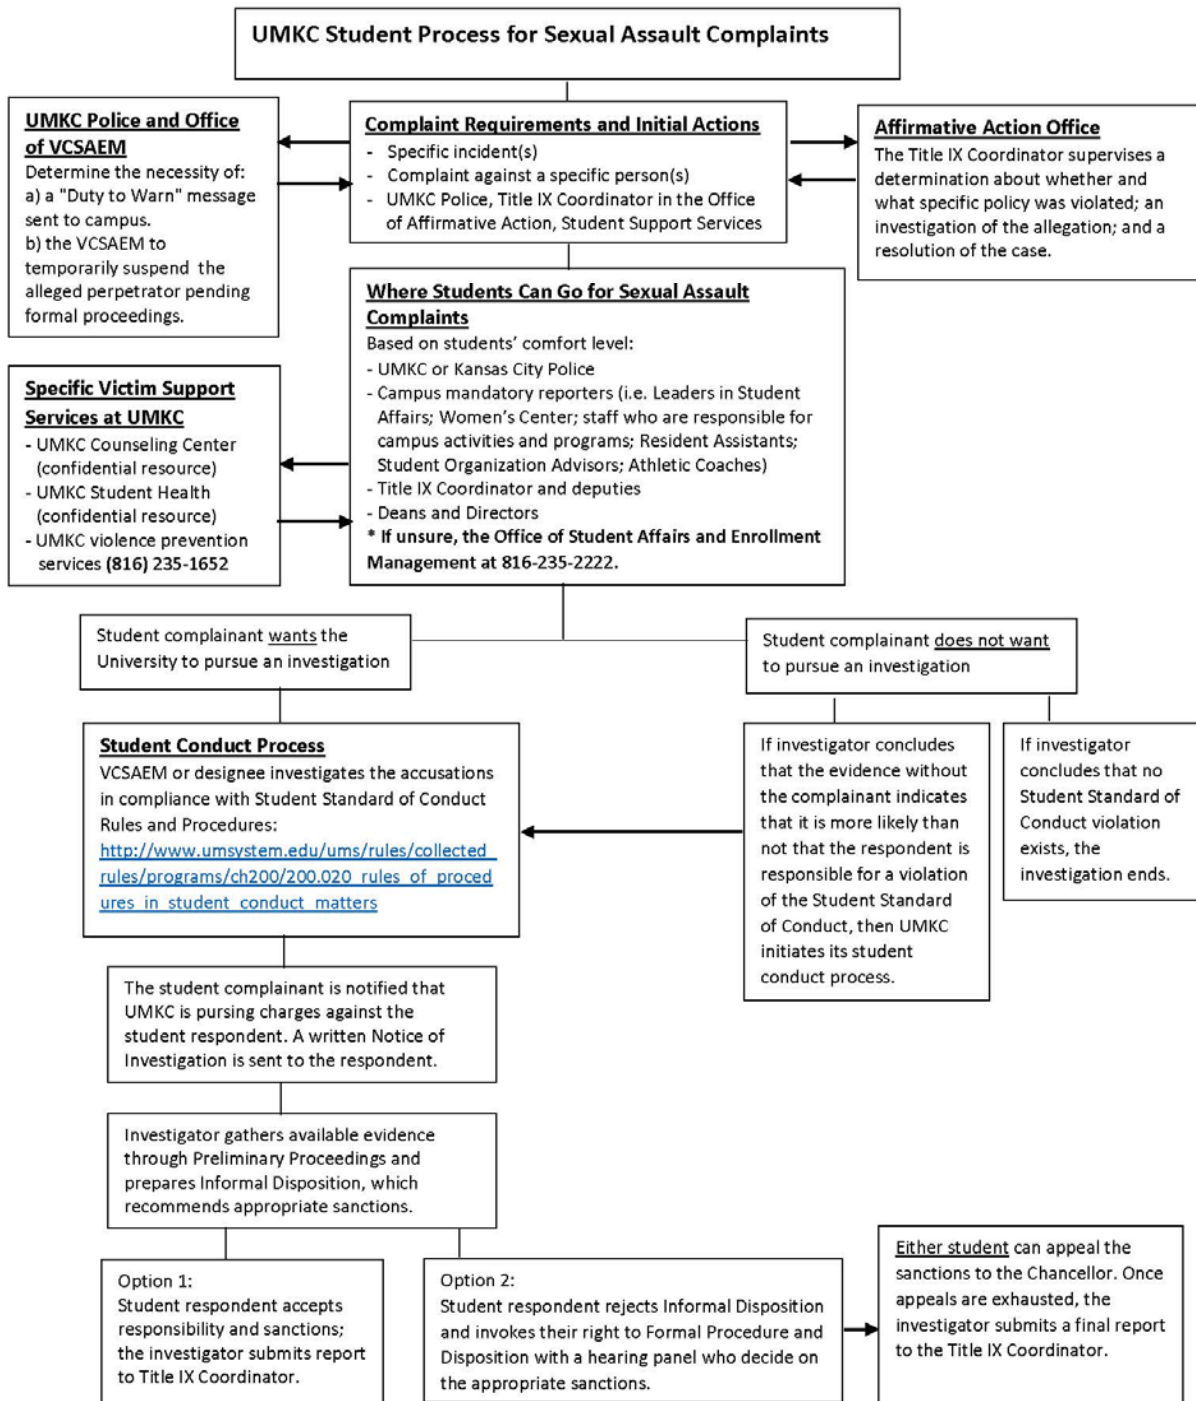 UMKC Student Process for Sexual Assault Complaints
UMKC Police and Office
of VCSAEM
Determine the necessity of:
a) a "Duty to Warn" message
sent to campus.
b) the VCSAEM to
temporarily suspend the
alleged perpetrator pending
formal proceedings.
Complaint Requirements and Initial Actions
- Specific incident(s)
- Complaint against a specific person(s)
- UMKC Police, Title IX Coordinator in the Office
of Affirmative Action, Student Support Services
Affirmative Action Office
The Title IX Coordinator supervises a
determination about whether and
what specific policy was violated; an
investigation of the allegation; and a
resolution of the case.
Where Students Can Go for Sexual Assault
Complaints
Based on students' comfort level:
- UMKC or Kansas City Police
- Campus mandatory reporters (i.e. Leaders in Student
Affairs; Women's Center; staff who are responsible for
campus activities and programs; Resident Assistants;
Student Organization Advisors; Athletic Coaches)
- Title IX Coordinator and deputies
- Deans and Directors
* If unsure, the Office of Student Affairs and Enrollment
Management at 816-235-2222.
Specific Victim Support
Services at UMKC
- UMKC Counseling Center
(confidential resource)
- UMKC Student Health
(confidential resource)
- UMKC violence prevention
services (816) 235-1652
Student complainant wants the
University to pursue an investigation
Student complainant does not want
to pursue an investigation
Student Conduct Process
VCSAEM or designee investigates the accusations
in compliance with Student Standard of Conduct
Rules and Procedures:
http://www.umsystem.edu/ums/rules/collected_
rules/programs/ch200/200.020_rules_of_proced
ures_in_student_conduct_matters
If investigator concludes
that the evidence without
the complainant indicates
that it is more likely than
not that the respondent is
responsible for a violation
of the Student Standard
of Conduct, then UMKC
initiates its student
conduct process.
If investigator
concludes that no
Student Standard of
Conduct violation
exists, the
investigation ends.
The student complainant is notified that
UMKC is pursing charges against the
student respondent. A written Notice of
Investigation is sent to the respondent.
Investigator gathers available evidence
through Preliminary Proceedings and
prepares Informal Disposition, which
recommends appropriate sanctions.
Option 1:
Student respondent accepts
responsibility and sanctions;
the investigator submits report
to Title IX Coordinator.
Option 2:
Student respondent rejects Informal Disposition
and invokes their right to Formal Procedure and
Disposition with a hearing panel who decide on
the appropriate sanctions.
Either student can appeal the
sanctions to the Chancellor. Once
appeals are exhausted, the
investigator submits a final report
to the Title IX Coordinator.